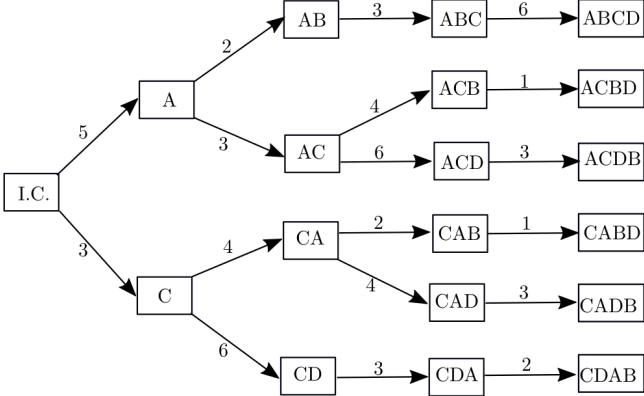 AB 3 ABC 6 ABCD
2
ACB 1 ACBD
A
4
5
3
AC 6 ACD 3 ACDB
I.C.
CA 2 CAB 1 CABD
3
4
4
C
CAD 3 CADB
6
CD 3 CDA 2 CDAB